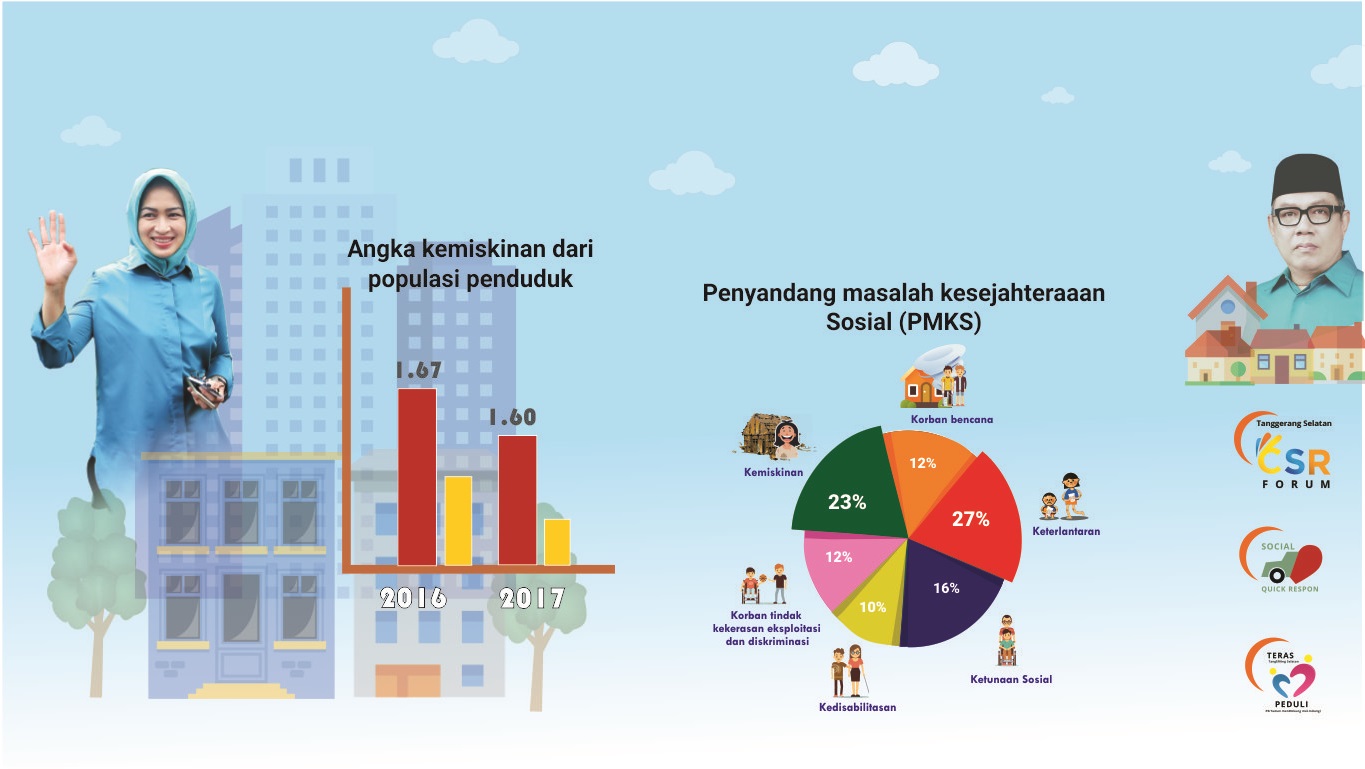 Angka kemiskinan dari
populasi penduduk
1.67
1.60
2016
2017
Penyandang masalah kesejahteraaan
Sosial (PMKS)
Korban bencana
Kemiskinan
Keterlantaran
Korban tindak
kekerasan eksploitasi
dan diskriminasi
Kedisabilitasan
Ketunaan Sosial
12%
23%
27%
12%
16%
10%
Tanggerang Selatan
CSR
FORUM
SOCIAL
QUICK RESPON
TERAS
PEDULI